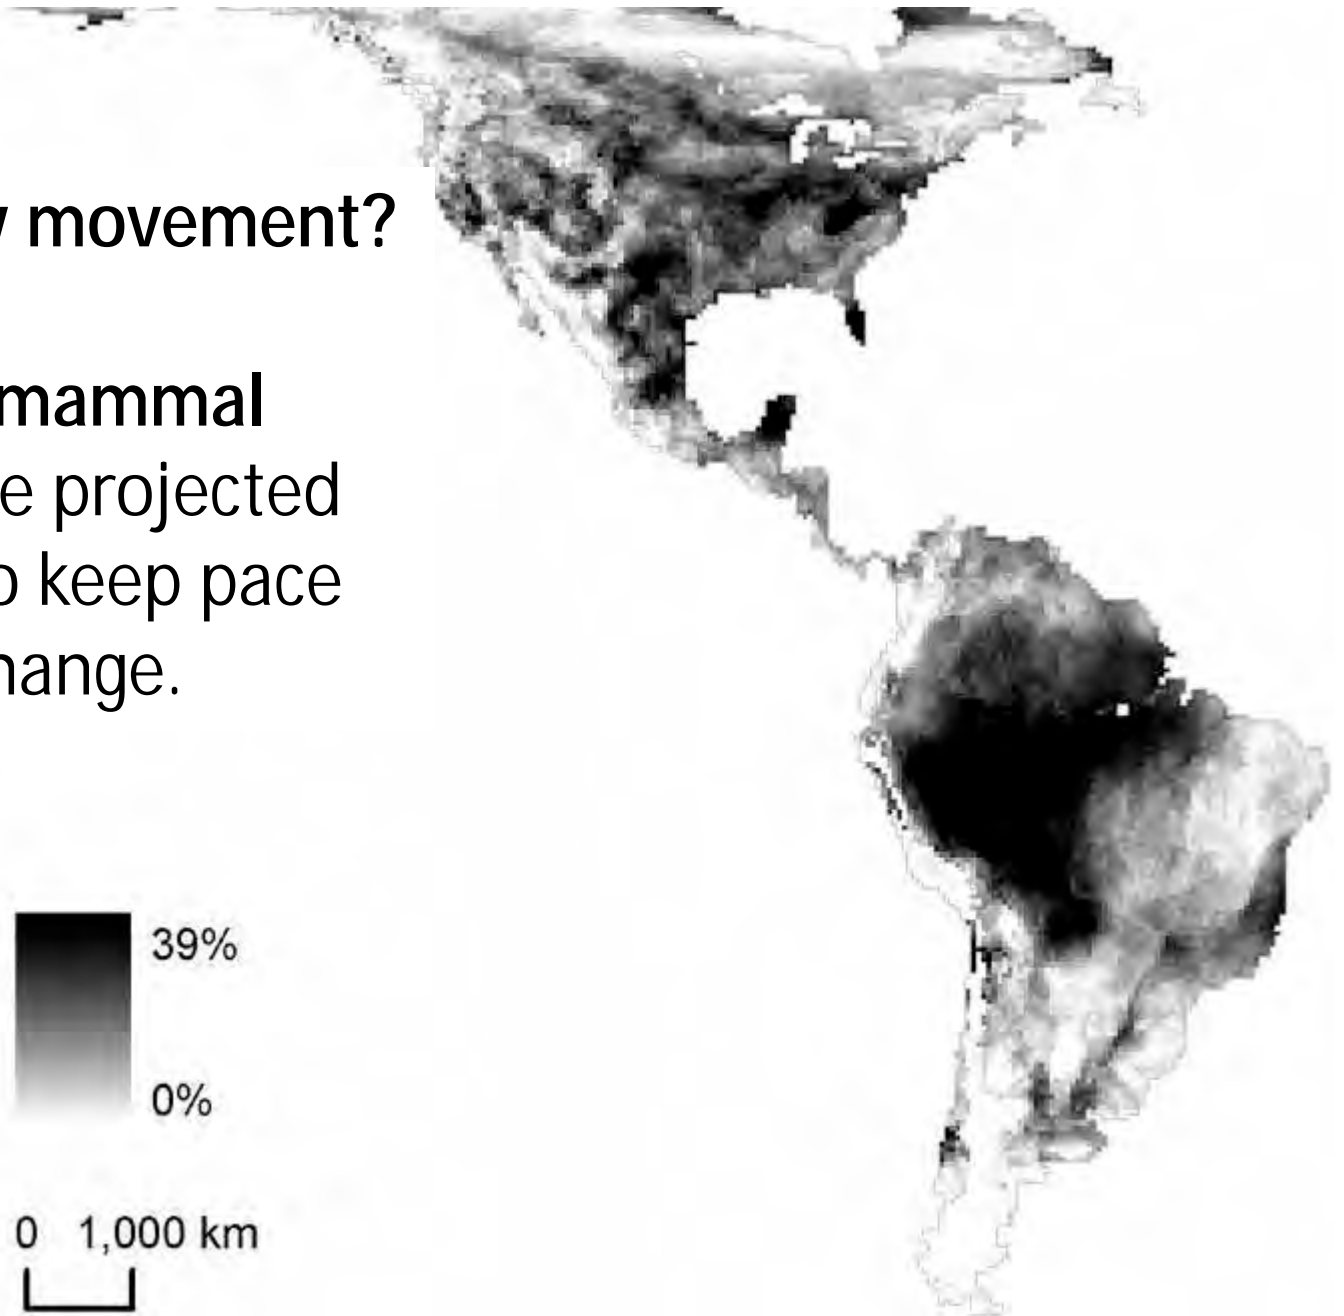 movement?
mammal
e projected
o keep pace
hange.
39%
0%
0 1,000 km